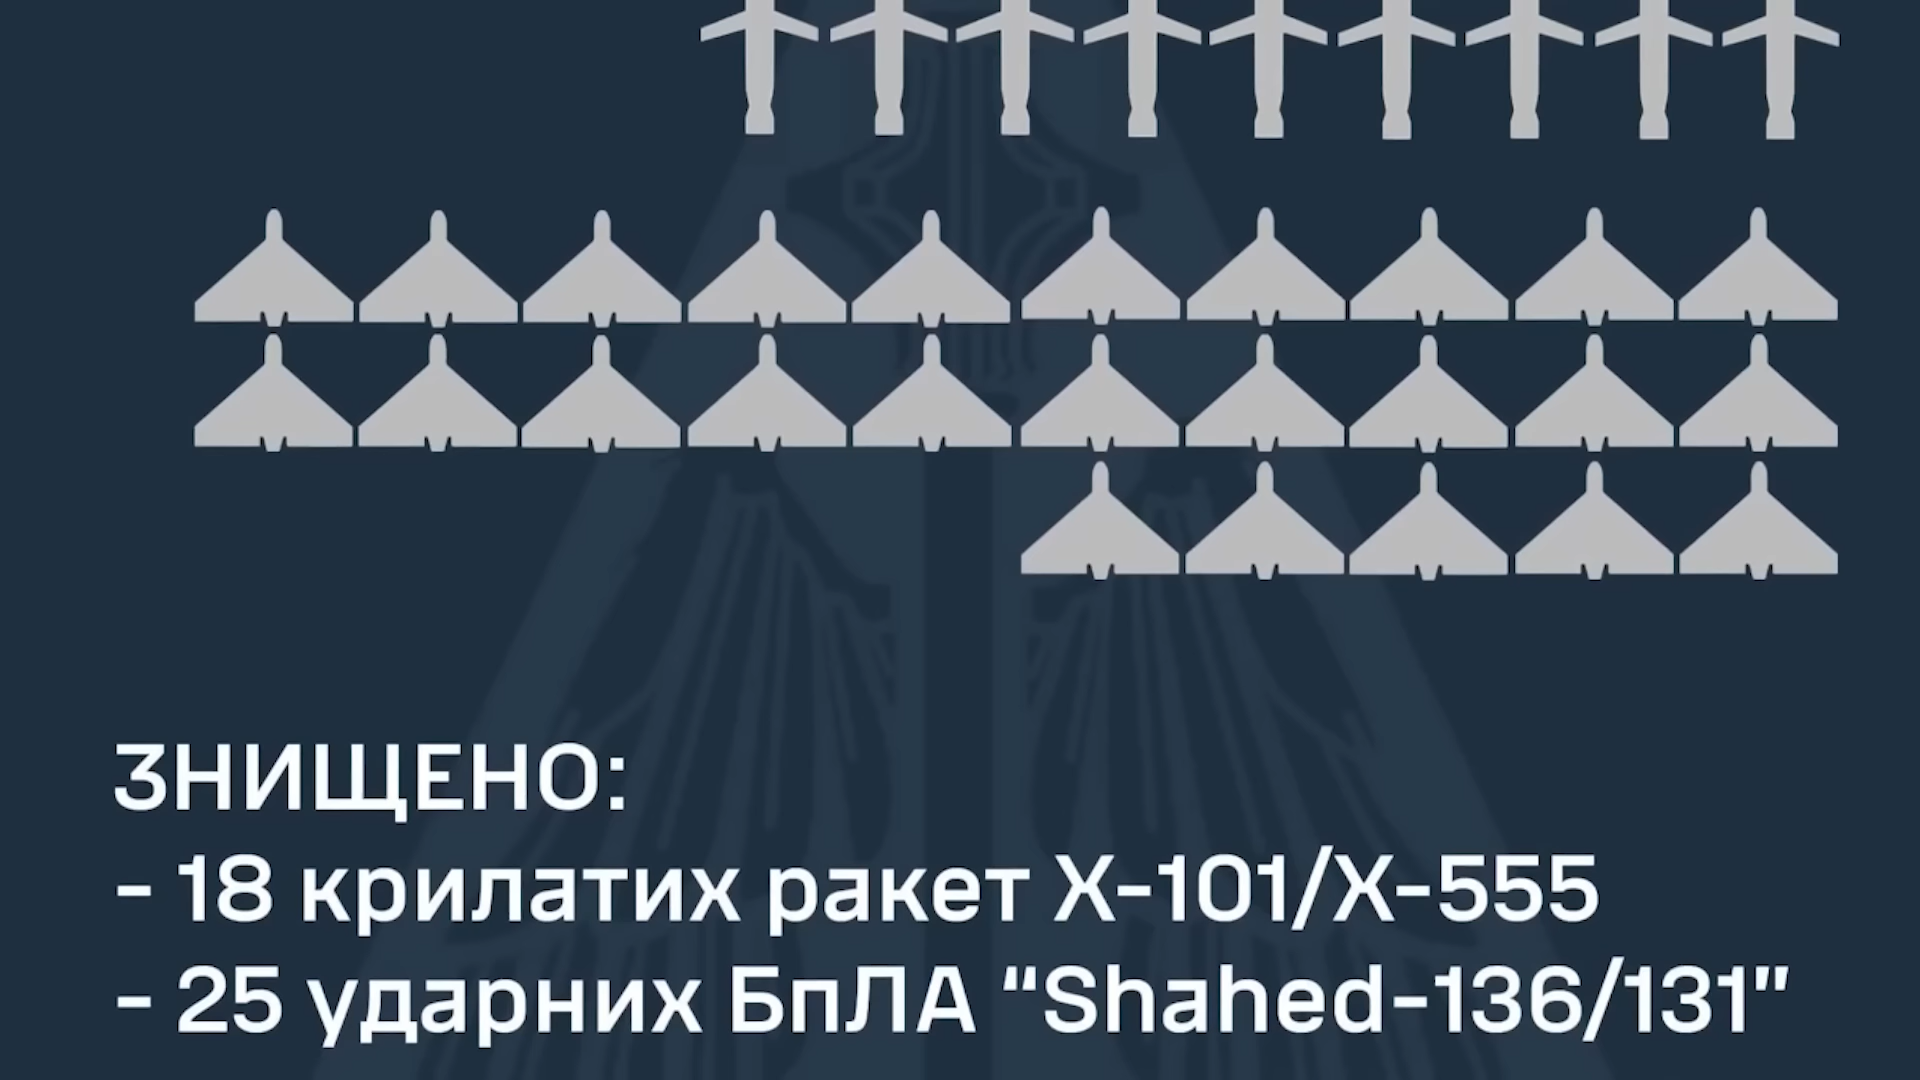 ЗНИЩЕНО:
- 18 крилатих ракет Х-101/Х-555
- 25 ударних БпЛА “Shahed-136/131”